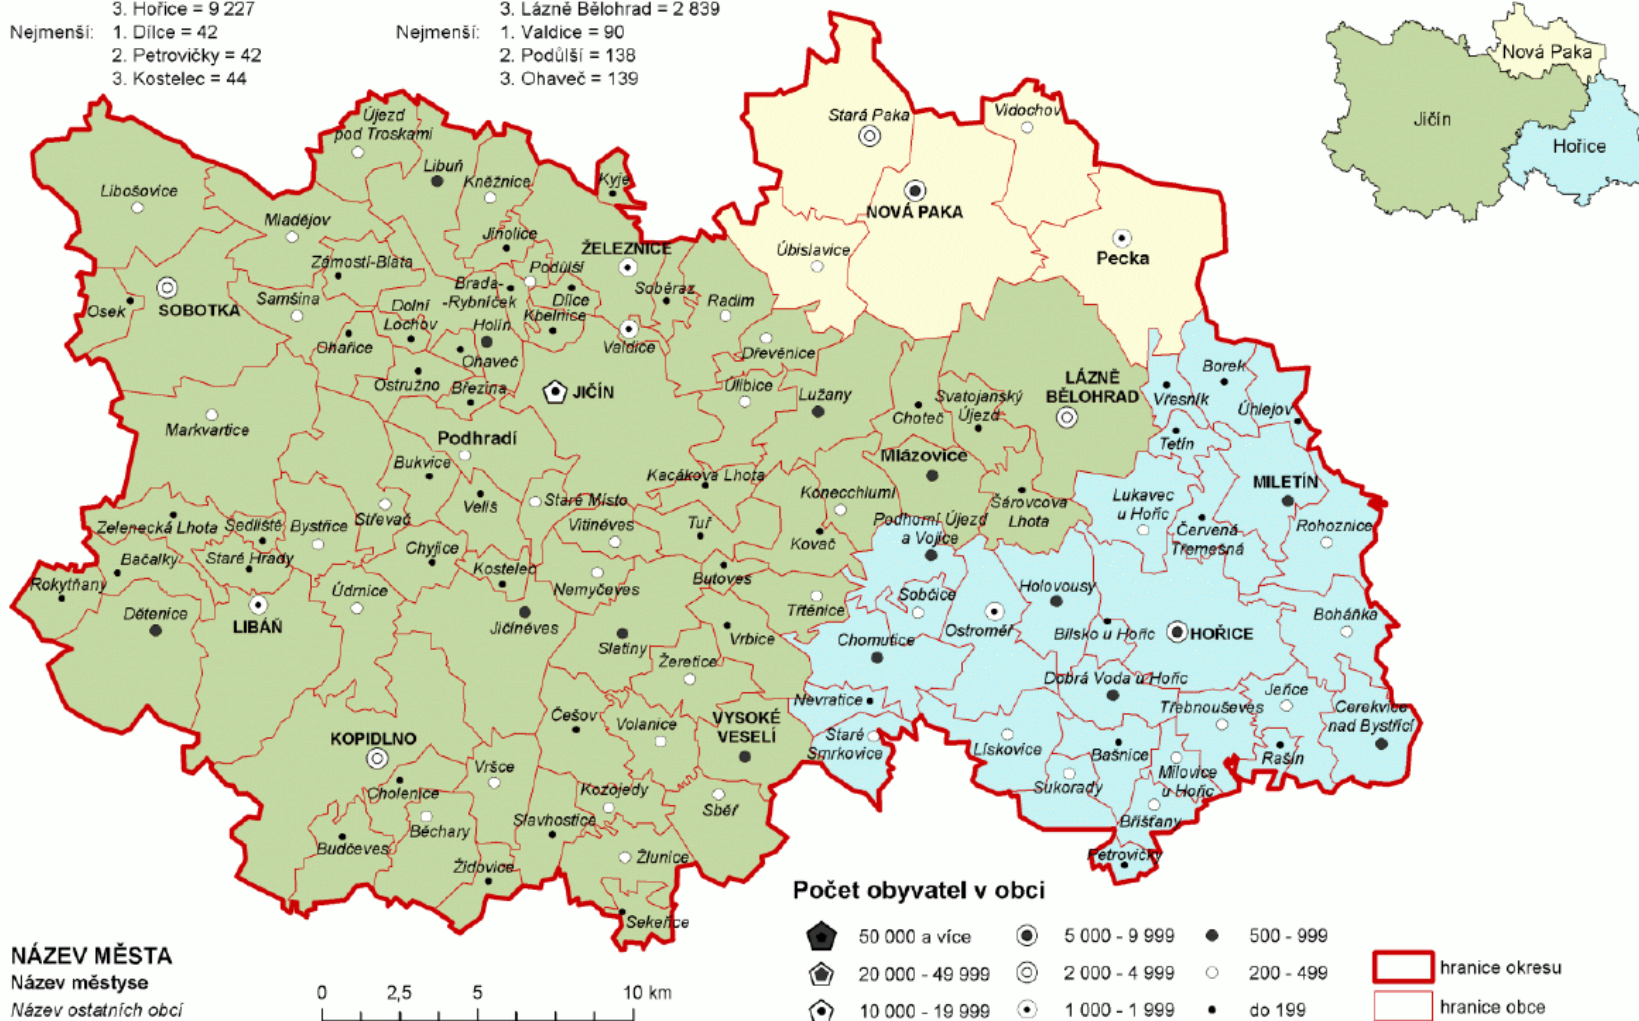 3. Hořice = 9 227
3. Lázně Bělohrad = 2 839
Nejmenší: 1. Dílce = 42
Nejmenší: 1. Valdice = 90
2. Petrovičky = 42
2. Podůlší = 138
3. Kostelec = 44
3. Ohaveč = 139
Nová Paka
Jičín
Hořice
Újezd
pod Troskami
Stará Paka
Vidochov
Libuň
Kněžnice
Kyje
Libošovice
NOVÁ PAKA
Mladějov
Jinolice
ŽELEZNICE
Úbislavice
Pecka
Zámostí-Blata
Podůlší
Brada-
-Rybníček
Dílce
Soběraz
Radim
Osek
SOBOTKA
Samšina
Dolní
Lochov
Holín
Kbelnice
Ohařice
Ohaveč
Valdice
Dřevěnice
Ostružno
Březina
JIČÍN
Úlibice
Lužany
LÁZNĚ
BĚLOHRAD
Borek
Vřesník
Úhlejov
Choteč
Svatojanský
Újezd
Markvartice
Podhradí
Tetín
Bukvice
Mlázovice
Kacákova Lhota
MILETÍN
Konecchlumí
Veliš
Staré Místo
Střevač
Šárovcova
Lhota
Lukavec
u Hořic
Zelenecká Lhota
Sedliště
Bystřice
Vitiněves
Tuř
Podhorní Újezd
a Vojice
Červená
Třemešná
Rohoznice
Bačalky
Staré Hrady
Chyjice
Kovač
Rokytňany
Kostelec
Nemyčeves
Butoves
Údrnice
Holovousy
Sobčice
Dětenice
LIBÁŇ
Jičíněves
Třtěnice
Boháňka
Slatiny
Vrbice
Chomutice
Ostroměř
Bílsko u Hořic
HOŘICE
Žeretice
Dobrá Voda u Hořic
Jeřice
Nevratice
Třebnouševes
Cerekvice
nad Bystřicí
Češov
Volanice
VYSOKÉ
VESELÍ
KOPIDLNO
Staré
Smrkovice
Lískovice
Bašnice
Rašín
Vršce
Milovice
u Hořic
Cholenice
Kozojedy
Sukorady
Sběř
Běchary
Slavhostice
Bříšťany
Budčeves
Žlunice
Židovice
Petrovičky
Sekeřice
Počet obyvatel v obci
50 000 a více
5 000 - 9 999
500 - 999
20 000 - 49 999
2 000 - 4 999
200 - 499
10 000 - 19 999
1 000 - 1 999
do 199
hranice okresu
hranice obce
NÁZEV MĚSTA
Název městyse
Název ostatních obcí
0 2,5 5 10 km